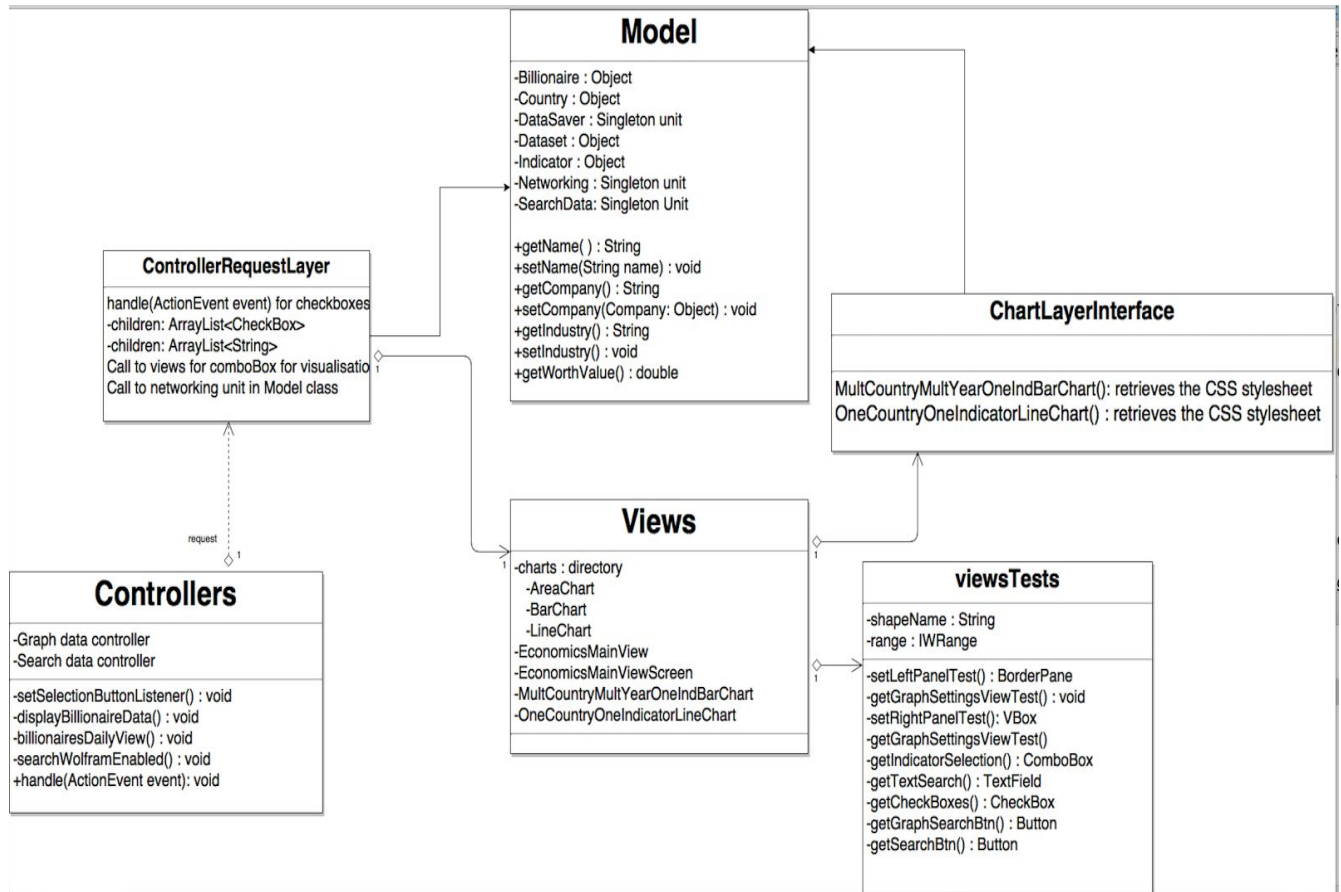 Model
-Billionaire : Object
-Country : Object
-DataSaver : Singleton unit
-Dataset : Object
-Indicator : Object
-Networking : Singleton unit
-SearchData: Singleton Unit
+getName( ) : String
+setName(String name) : void
+getCompany() : String
+setCompany(Company: Object) : void
+getIndustry() : String
+setIndustry() : void
+getWorthValue() : double
ControllerRequestLayer
handle(ActionEvent event) for checkboxes
-children: ArrayList<CheckBox>
-children: ArrayList<String>
Call to views for comboBox for visualisatio
Call to networking unit in Model class
1
ChartLayerInterface
MultCountryMultYearOneIndBarChart(): retrieves the CSS stylesheet
OneCountryOneIndicatorLineChart() : retrieves the CSS stylesheet
request
1
Controllers
-Graph data controller
-Search data controller
-setSelectionButtonListener() : void
-displayBillionaireData() : void
-billionairesDailyView() : void
-searchWolframEnabled() : void
+handle(ActionEvent event): void
1
Views
-charts : directory
-AreaChart
-BarChart
-LineChart
-EconomicsMainView
-EconomicsMainViewScreen
-MultCountryMultYearOneIndBarChart
-OneCountryOneIndicatorLineChart
1
1
viewsTests
-shapeName : String
-range : IWRange
-setLeftPanelTest() : BorderPane
-getGraphSettingsViewTest() : void
-setRightPanelTest(): VBox
-getGraphSettingsViewTest()
-getIndicatorSelection() : ComboBox
-getTextSearch() : TextField
-getCheckBoxes() : CheckBox
-getGraphSearchBtn() : Button
-getSearchBtn() : Button